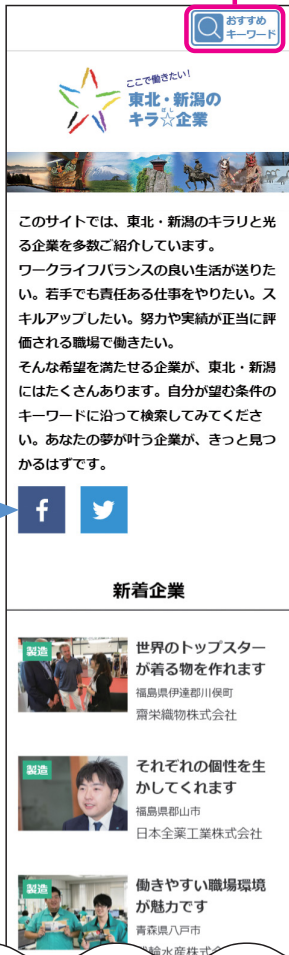 おすすめ
キーワード
ここで働きたい!
東北・新潟の
キラ☆企業
ぼし
このサイトでは、東北・新潟のキラリと光
る企業を多数ご紹介しています。
ワークライフバランスの良い生活が送りた
い。若手でも責任ある仕事をやりたい。ス
キルアップしたい。努力や実績が正当に評
価される職場で働きたい。
そんな希望を満たせる企業が、東北・新潟
にはたくさんあります。自分が望む条件の
キーワードに沿って検索してみてくださ
い。あなたの夢が叶う企業が、きっと見つ
かるはずです。
新着企業
製造
世界のトップスター
が着る物を作れます
福島県伊達郡川俣町
齋栄織物株式会社
製造
それぞれの個性を生
かしてくれます
福島県郡山市
日本全薬工業株式会社
製造
働きやすい職場環境
が魅力です
青森県八戸市
輪水産株式会